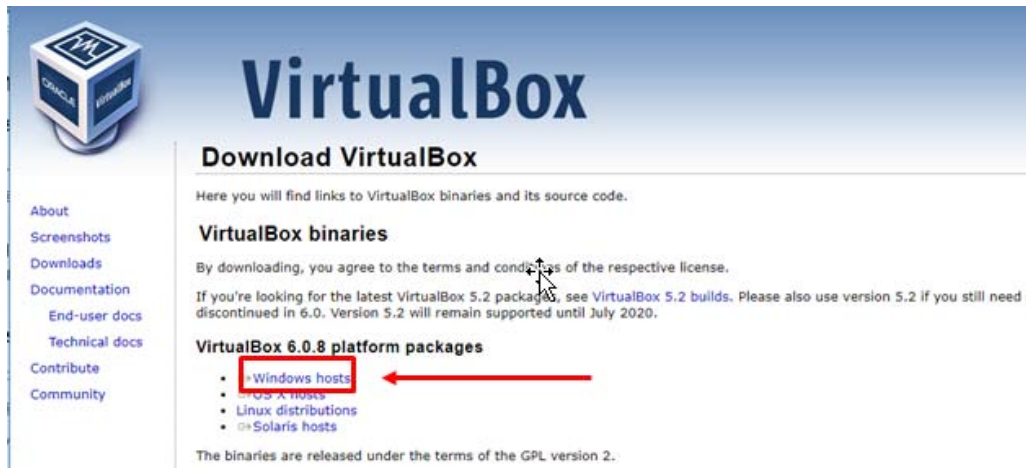 ORACLE
VirtualBox
VirtualBox
Download VirtualBox
Here you will find links to VirtualBox binaries and its source code.
About
Screenshots
Downloads
Documentation
End-user docs
Technical docs
Contribute
Community
VirtualBox binaries
By downloading, you agree to the terms and conditions of the respective license.
If you're looking for the latest VirtualBox 5.2 packages, see VirtualBox 5.2 builds. Please also use version 5.2 if you still need
discontinued in 6.0. Version 5.2 will remain supported until July 2020.
VirtualBox 6.0.8 platform packages
Windows hosts
OS X hosts
Linux distributions
Solaris hosts
The binaries are released under the terms of the GPL version 2.